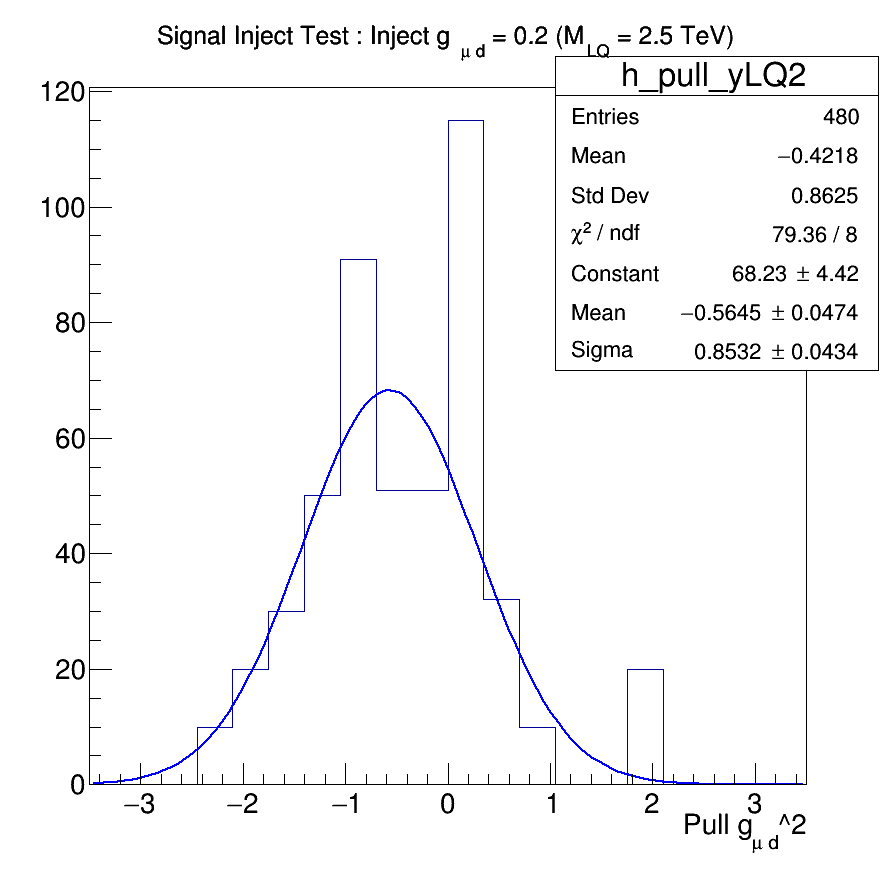 Signal Inject Test : Inject g μ d = 0.2 (M LQ = 2.5 TeV)
h_pull_yLQ2
Entries 480
Mean −0.4218
Std Dev 0.8625
χ² / ndf 79.36 / 8
Constant 68.23 ± 4.42
Mean −0.5645 ± 0.0474
Sigma 0.8532 ± 0.0434
120
100
80
60
40
20
0
−3 −2 −1 0 1 2 3
Pull g μ d^2